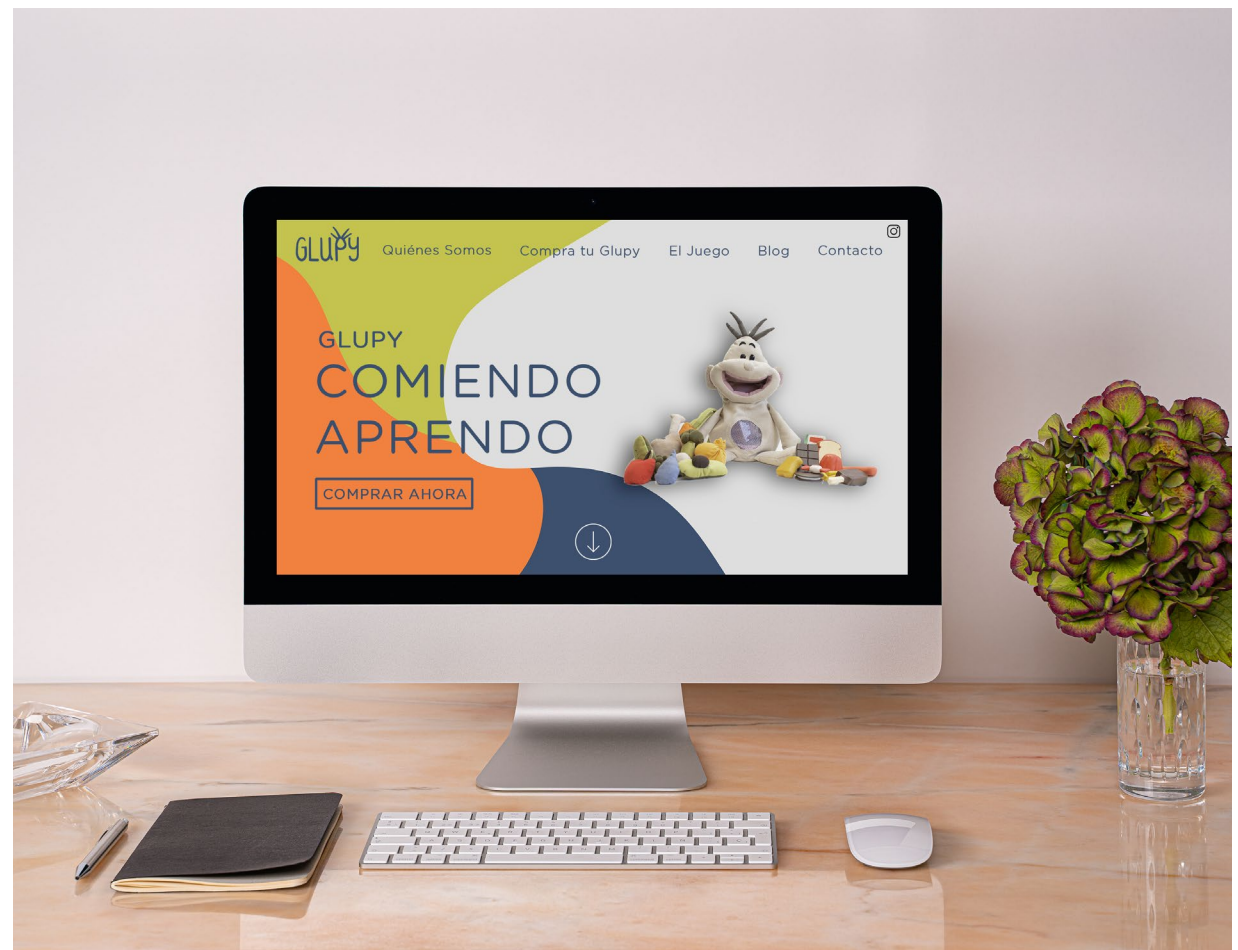 GLUPY
Quiénes Somos Compra tu Glupy El Juego Blog Contacto
GLUPY
COMIENDO
APRENDO
COMPRAR AHORA